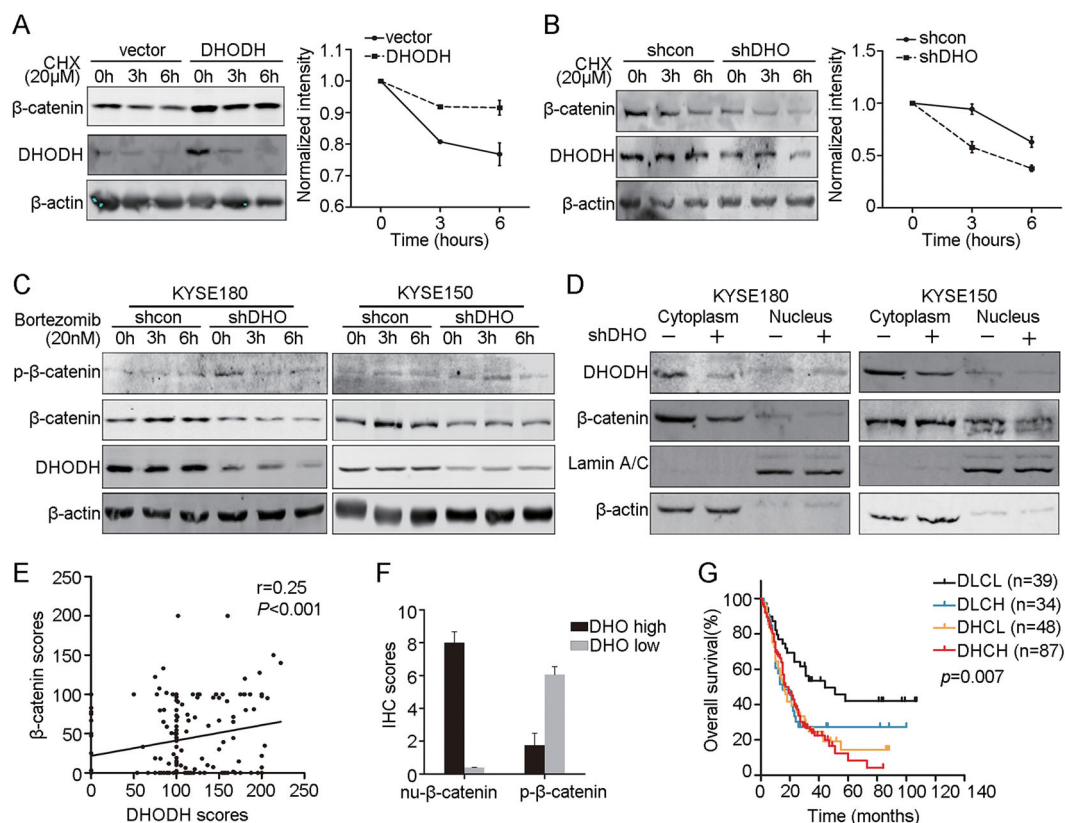 A
vector DHODH
CHX
(20μM) 0h 3h 6h 0h 3h 6h
β-catenin
DHODH
β-actin
Normalized intensity
1.1
1.0
0.9
0.8
0.7
0.6
0 3 6
Time (hours)
vector
DHODH
B
shcon shDHO
CHX
(20μM) 0h 3h 6h 0h 3h 6h
β-catenin
DHODH
β-actin
Normalized intensity
1.5
1.0
0.5
0
0 3 6
Time (hours)
shcon
shDHO
C
KYSE180 KYSE150
Bortezomib shcon shDHO shcon shDHO
(20nM) 0h 3h 6h 0h 3h 6h 0h 3h 6h 0h 3h 6h
p-β-catenin
β-catenin
DHODH
β-actin
D
KYSE180 KYSE150
Cytoplasm Nucleus Cytoplasm Nucleus
shDHO − + − + − + − +
DHODH
β-catenin
Lamin A/C
β-actin
E
β-catenin scores
250
200
150
100
50
0
r=0.25
P<0.001
0 50 100 150 200 250
DHODH scores
F
IHC scores
10
8
6
4
2
0
DHO high
DHO low
nu-β-catenin p-β-catenin
G
Overall survival(%)
100
80
60
40
20
0
0 20 40 60 80 100 120 140
Time (months)
DLCL (n=39)
DLCH (n=34)
DHCL (n=48)
DHCH (n=87)
p=0.007